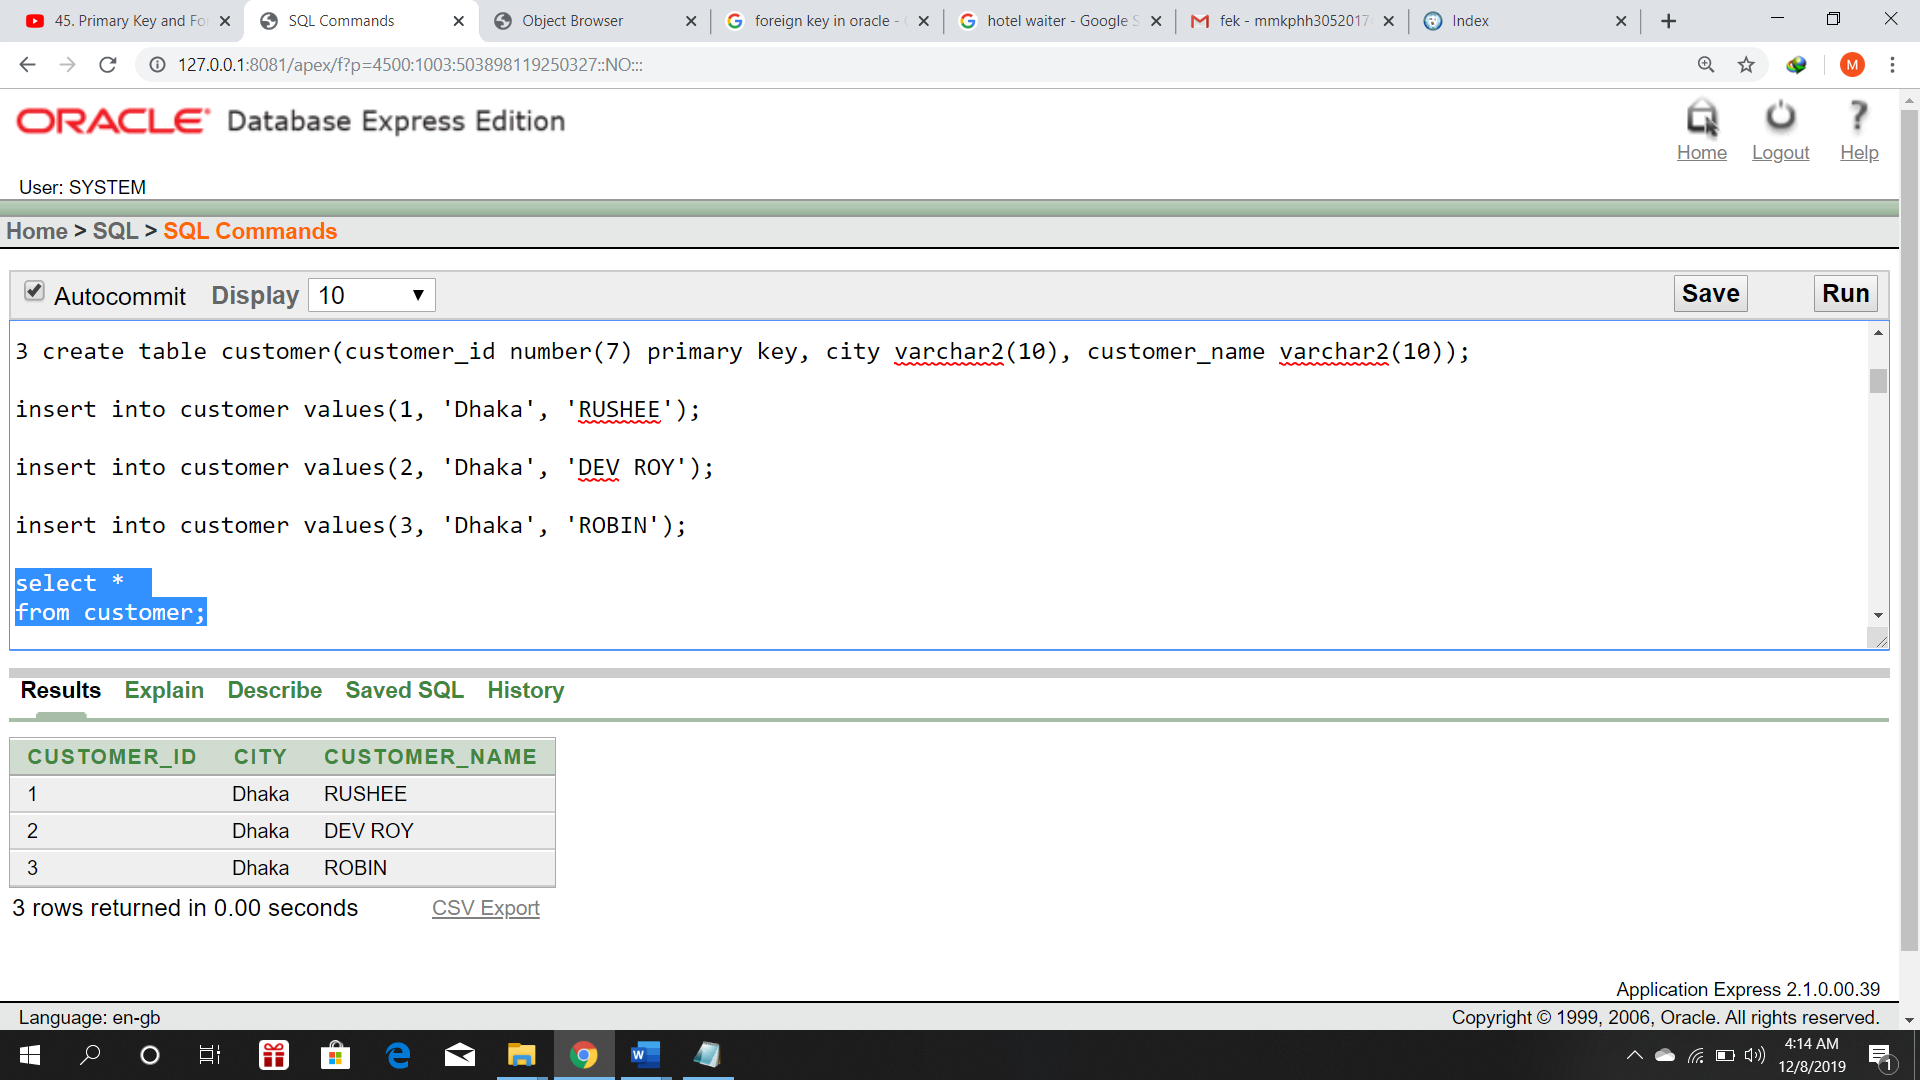 45. Primary Key and Fo
SQL Commands
Object Browser
foreign key in oracle -
hotel waiter - Google S
fek - mmkphh3052017
Index
127.0.0.1:8081/apex/f?p=4500:1003:503898119250327::NO:::
M
ORACLE Database Express Edition
Home
Logout
? Help
User: SYSTEM
Home > SQL > SQL Commands
Autocommit Display 10
Save
Run
3 create table customer(customer_id number(7) primary key, city varchar2(10), customer_name varchar2(10));
insert into customer values(1, 'Dhaka', 'RUSHEE');
insert into customer values(2, 'Dhaka', 'DEV ROY');
insert into customer values(3, 'Dhaka', 'ROBIN');
select *
from customer;
Results Explain Describe Saved SQL History
CUSTOMER_ID CITY CUSTOMER_NAME
1 Dhaka RUSHEE
2 Dhaka DEV ROY
3 Dhaka ROBIN
3 rows returned in 0.00 seconds
CSV Export
Application Express 2.1.0.00.39
Language: en-gb
Copyright © 1999, 2006, Oracle. All rights reserved.
4:14 AM
12/8/2019
1